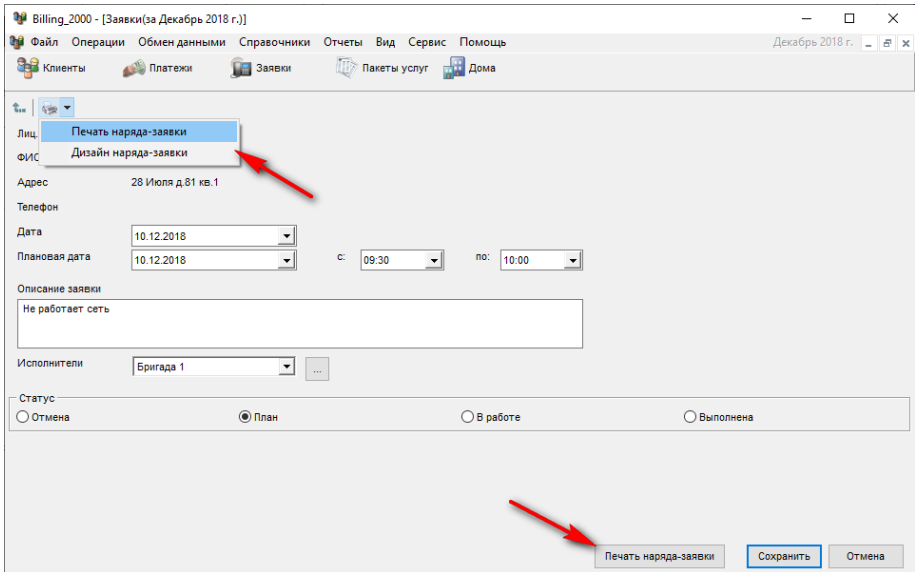 Billing_2000 - [Заявки(за Декабрь 2018 г.)]
Файл Операции Обмен данными Справочники Отчеты Вид Сервис Помощь Декабрь 2018 г.
Клиенты Платежи Заявки Пакеты услуг Дома
Печать наряда-заявки
Лиц.
Дизайн наряда-заявки
ФИО
Адрес 28 Июля д.81 кв.1
Телефон
Дата 10.12.2018
Плановая дата 10.12.2018 с: 09:30 по: 10:00
Описание заявки
Не работает сеть
Исполнители Бригада 1 ...
Статус
Отмена План В работе Выполнена
Печать наряда-заявки Сохранить Отмена